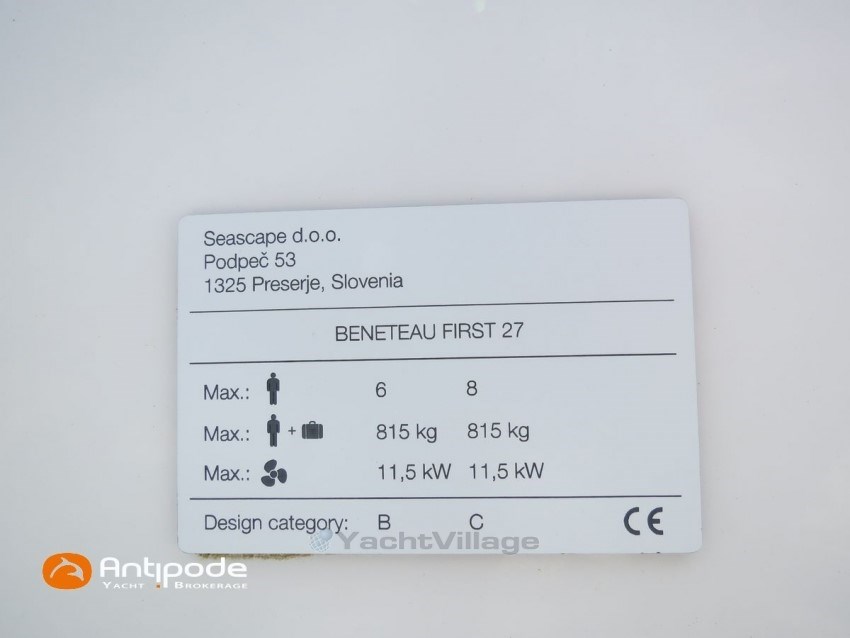 Seascape d.o.o.
Podpeč 53
1325 Preserje, Slovenia
BENETEAU FIRST 27
Max.: 6 8
Max.: + 815 kg 815 kg
Max.: 11,5 kW 11,5 kW
Design category: B C CE
YachtVillage
Antipode
YACHT BROKERAGE